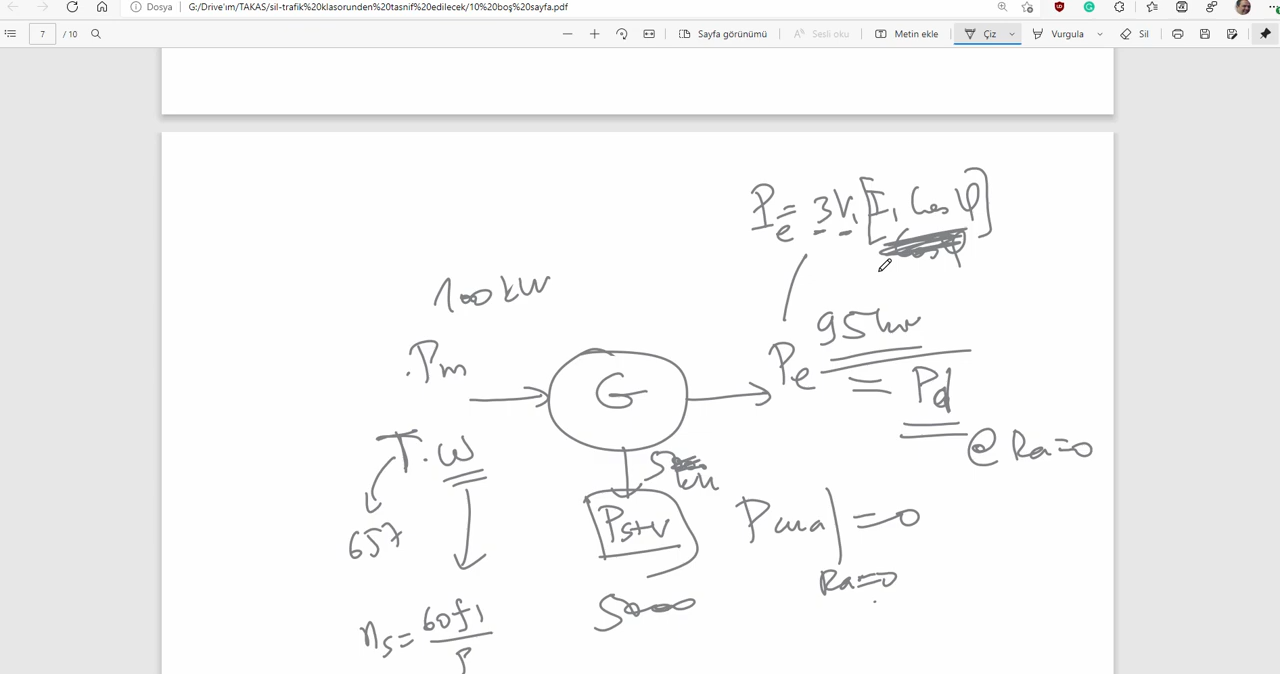 Dosya
G:/Drive'ım/TAKAS/sil-trafik%20klasorunden%20tasnif%20edilecek/10%20boş%20sayfa.pdf
7 / 10
Sayfa görünümü
Sesli oku
Metin ekle
Çiz
Vurgula
Sil
Pe = 3V1 [I1 Cos φ]
100 kW
95 kW
Pm
G
Pe
= Pd
@ Ra=0
T.W
5
kW
657
Pstv
Pcua | = 0
Ra=0
5000
ns = 60f1
P